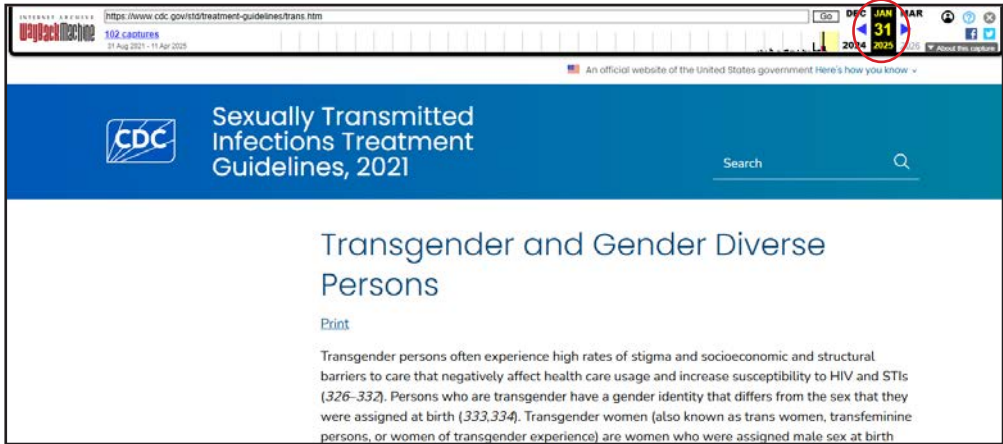 INTERNET ARCHIVE
WayBackMachine
https://www.cdc.gov/std/treatment-guidelines/trans.htm
Go
DEC JAN MAR
102 captures
31
31 Aug 2021 - 11 Apr 2025
2024 2025
About this capture
An official website of the United States government Here's how you know
CDC
Sexually Transmitted
Infections Treatment
Guidelines, 2021
Search
Transgender and Gender Diverse
Persons
Print
Transgender persons often experience high rates of stigma and socioeconomic and structural
barriers to care that negatively affect health care usage and increase susceptibility to HIV and STIs
(326–332). Persons who are transgender have a gender identity that differs from the sex that they
were assigned at birth (333,334). Transgender women (also known as trans women, transfeminine
persons, or women of transgender experience) are women who were assigned male sex at birth